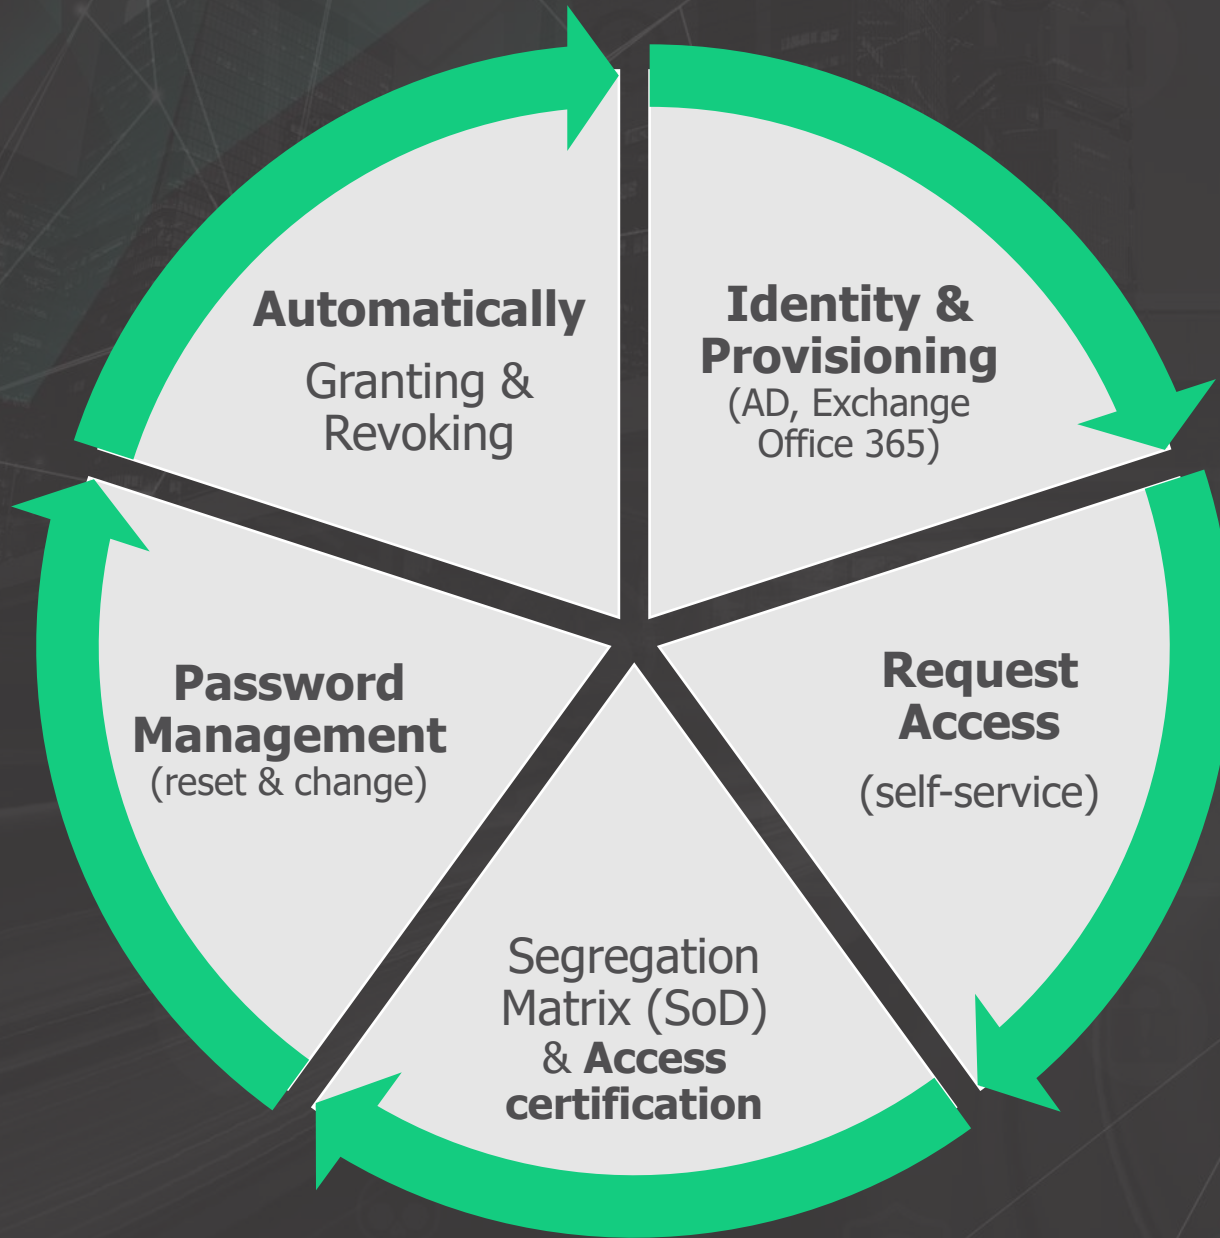 Automatically
Granting &
Revoking
Identity &
Provisioning
(AD, Exchange
Office 365)
Request
Access
(self-service)
Segregation
Matrix (SoD)
& Access
certification
Password
Management
(reset & change)